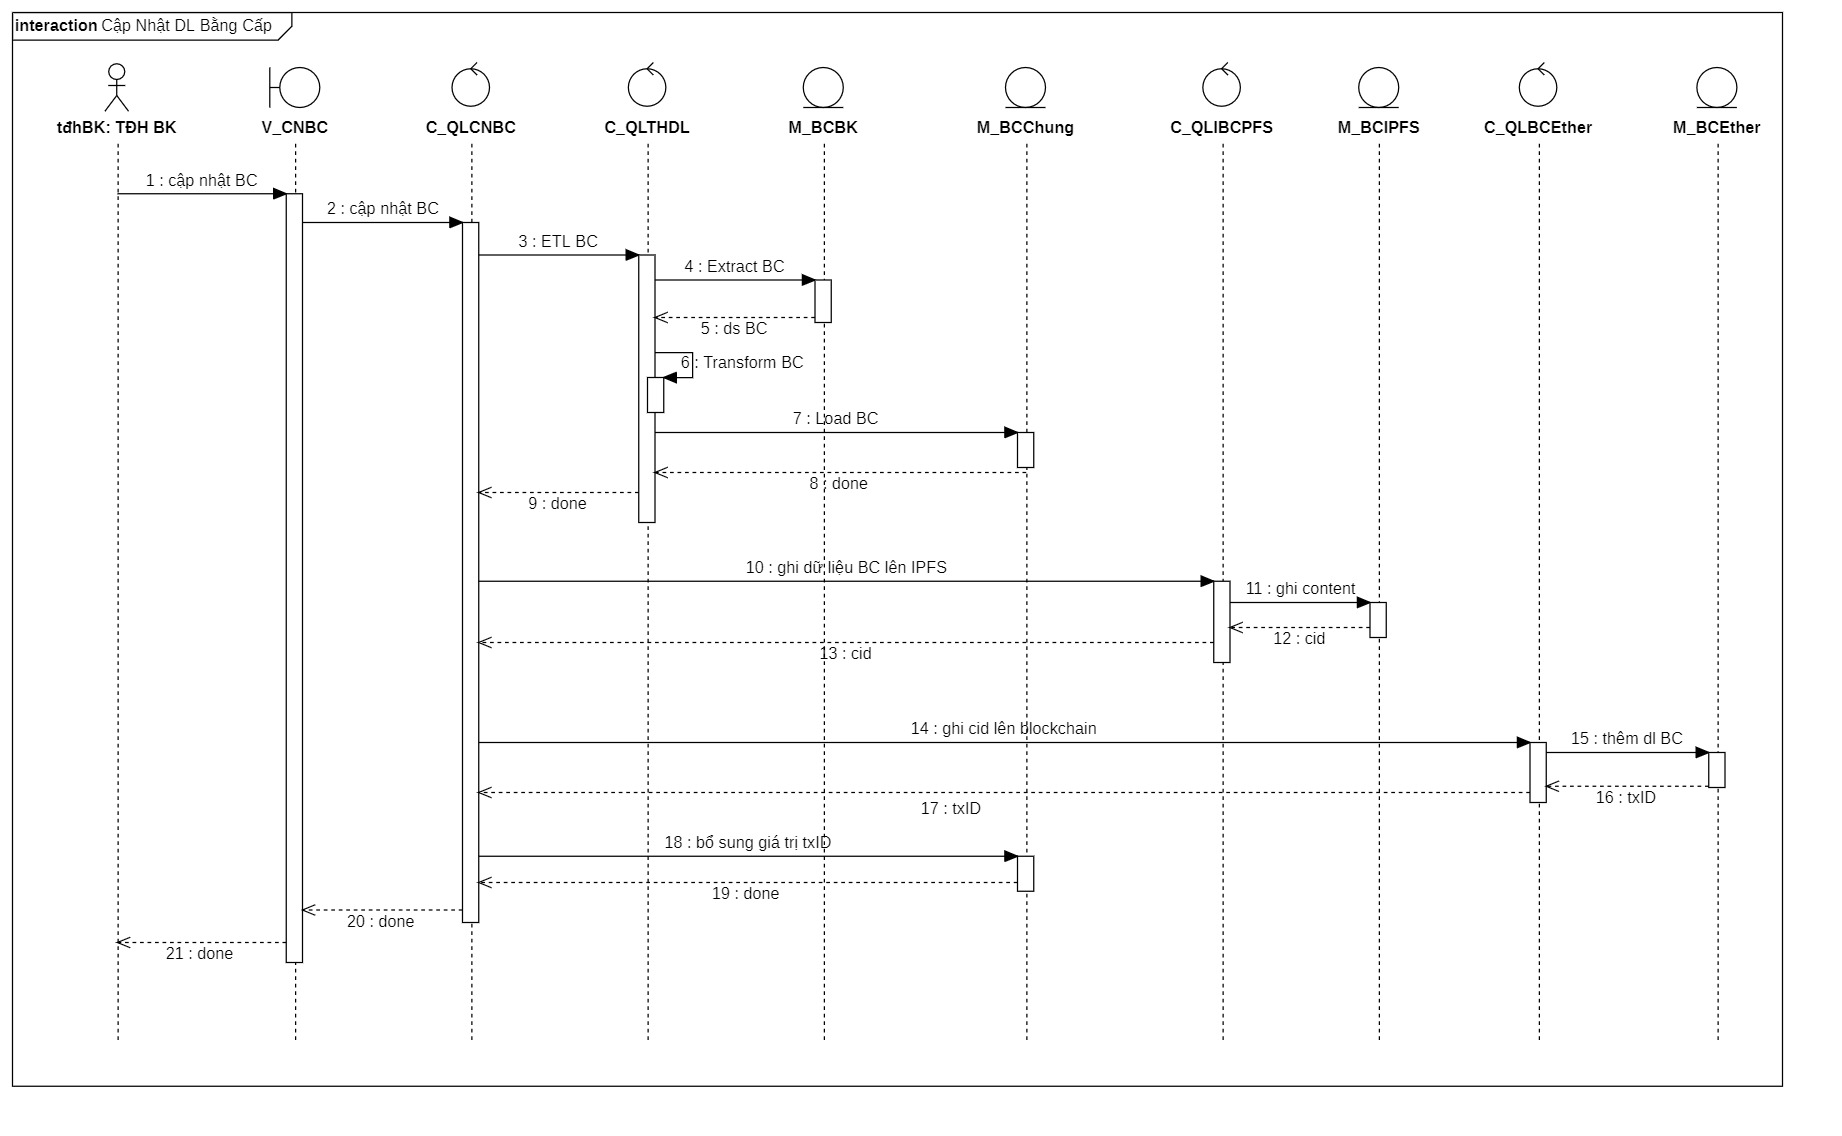 interaction Cập Nhật DL Bằng Cấp
tđhBK: TĐH BK
V_CNBC
C_QLCNBC
C_QLTHDL
M_BCBK
M_BCChung
C_QLIBCPFS
M_BCIPFS
C_QLBCEther
M_BCEther
1 : cập nhật BC
2 : cập nhật BC
3 : ETL BC
4 : Extract BC
5 : ds BC
6 : Transform BC
7 : Load BC
8 : done
9 : done
10 : ghi dữ liệu BC lên IPFS
11 : ghi content
12 : cid
13 : cid
14 : ghi cid lên blockchain
15 : thêm dl BC
16 : txID
17 : txID
18 : bổ sung giá trị txID
19 : done
20 : done
21 : done